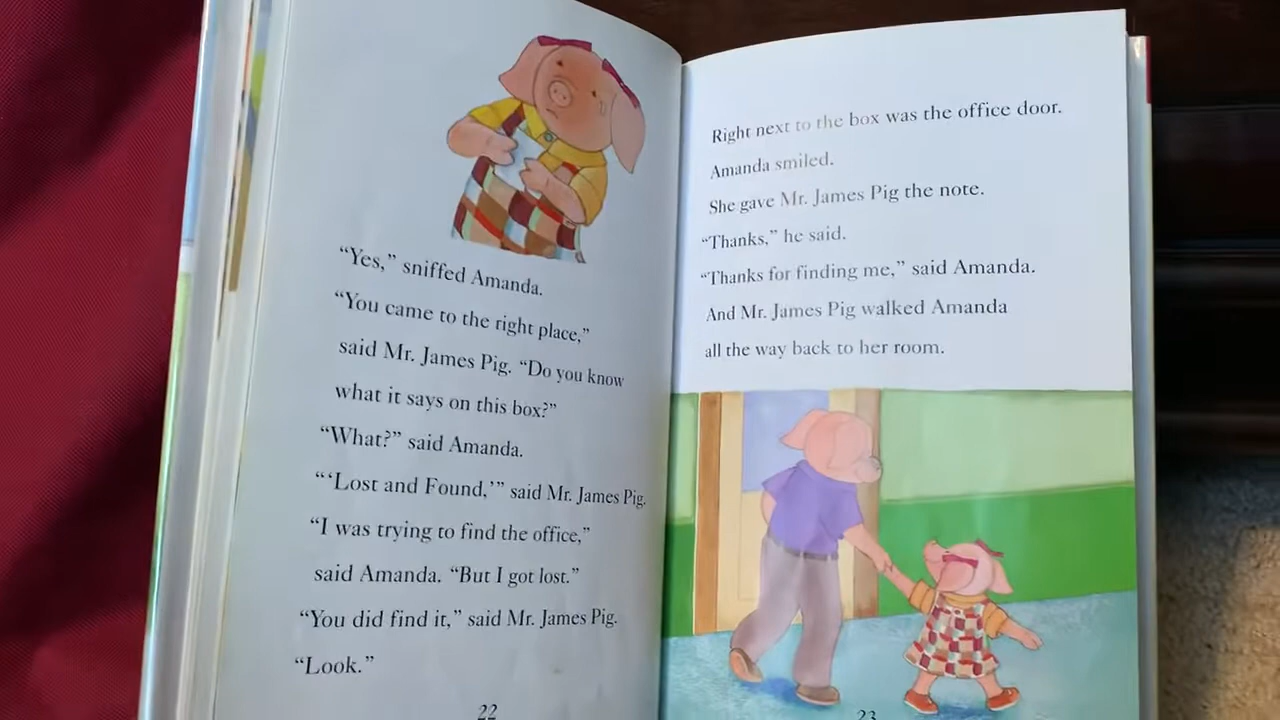 “Yes,” sniffed Amanda.
“You came to the right place,”
said Mr. James Pig. “Do you know
what it says on this box?”
“What?” said Amanda.
“‘Lost and Found,’” said Mr. James Pig.
“I was trying to find the office,”
said Amanda. “But I got lost.”
“You did find it,” said Mr. James Pig.
“Look.”
22
Right next to the box was the office door.
Amanda smiled.
She gave Mr. James Pig the note.
“Thanks,” he said.
“Thanks for finding me,” said Amanda.
And Mr. James Pig walked Amanda
all the way back to her room.
23